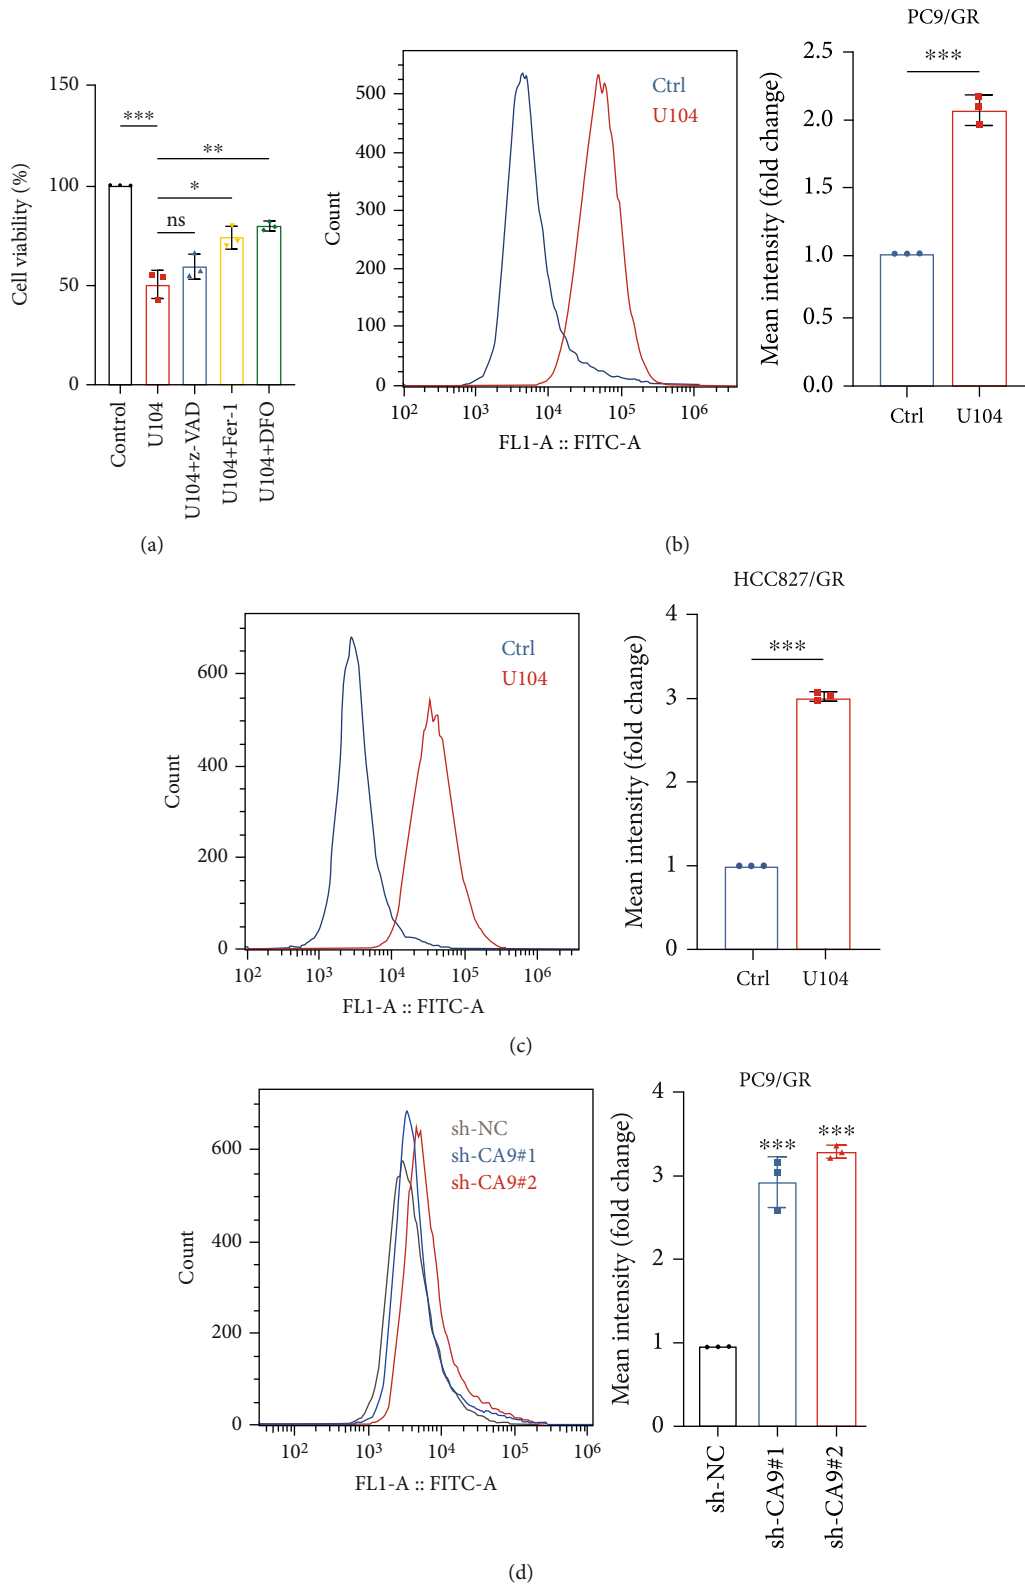 150
100
50
0
Cell viability (%)
***
**
*
ns
Control
U104
U104+z-VAD
U104+Fer-1
U104+DFO
(a)
500
400
300
200
100
0
Count
Ctrl
U104
10² 10³ 10⁴ 10⁵ 10⁶
FL1-A :: FITC-A
PC9/GR
2.5
2.0
1.5
1.0
0.5
0.0
Mean intensity (fold change)
***
Ctrl U104
(b)
600
400
200
0
Count
Ctrl
U104
10² 10³ 10⁴ 10⁵ 10⁶
FL1-A :: FITC-A
HCC827/GR
4
3
2
1
0
Mean intensity (fold change)
***
Ctrl U104
(c)
600
400
200
0
Count
sh-NC
sh-CA9#1
sh-CA9#2
10² 10³ 10⁴ 10⁵ 10⁶
FL1-A :: FITC-A
PC9/GR
4
3
2
1
0
Mean intensity (fold change)
*** ***
sh-NC
sh-CA9#1
sh-CA9#2
(d)